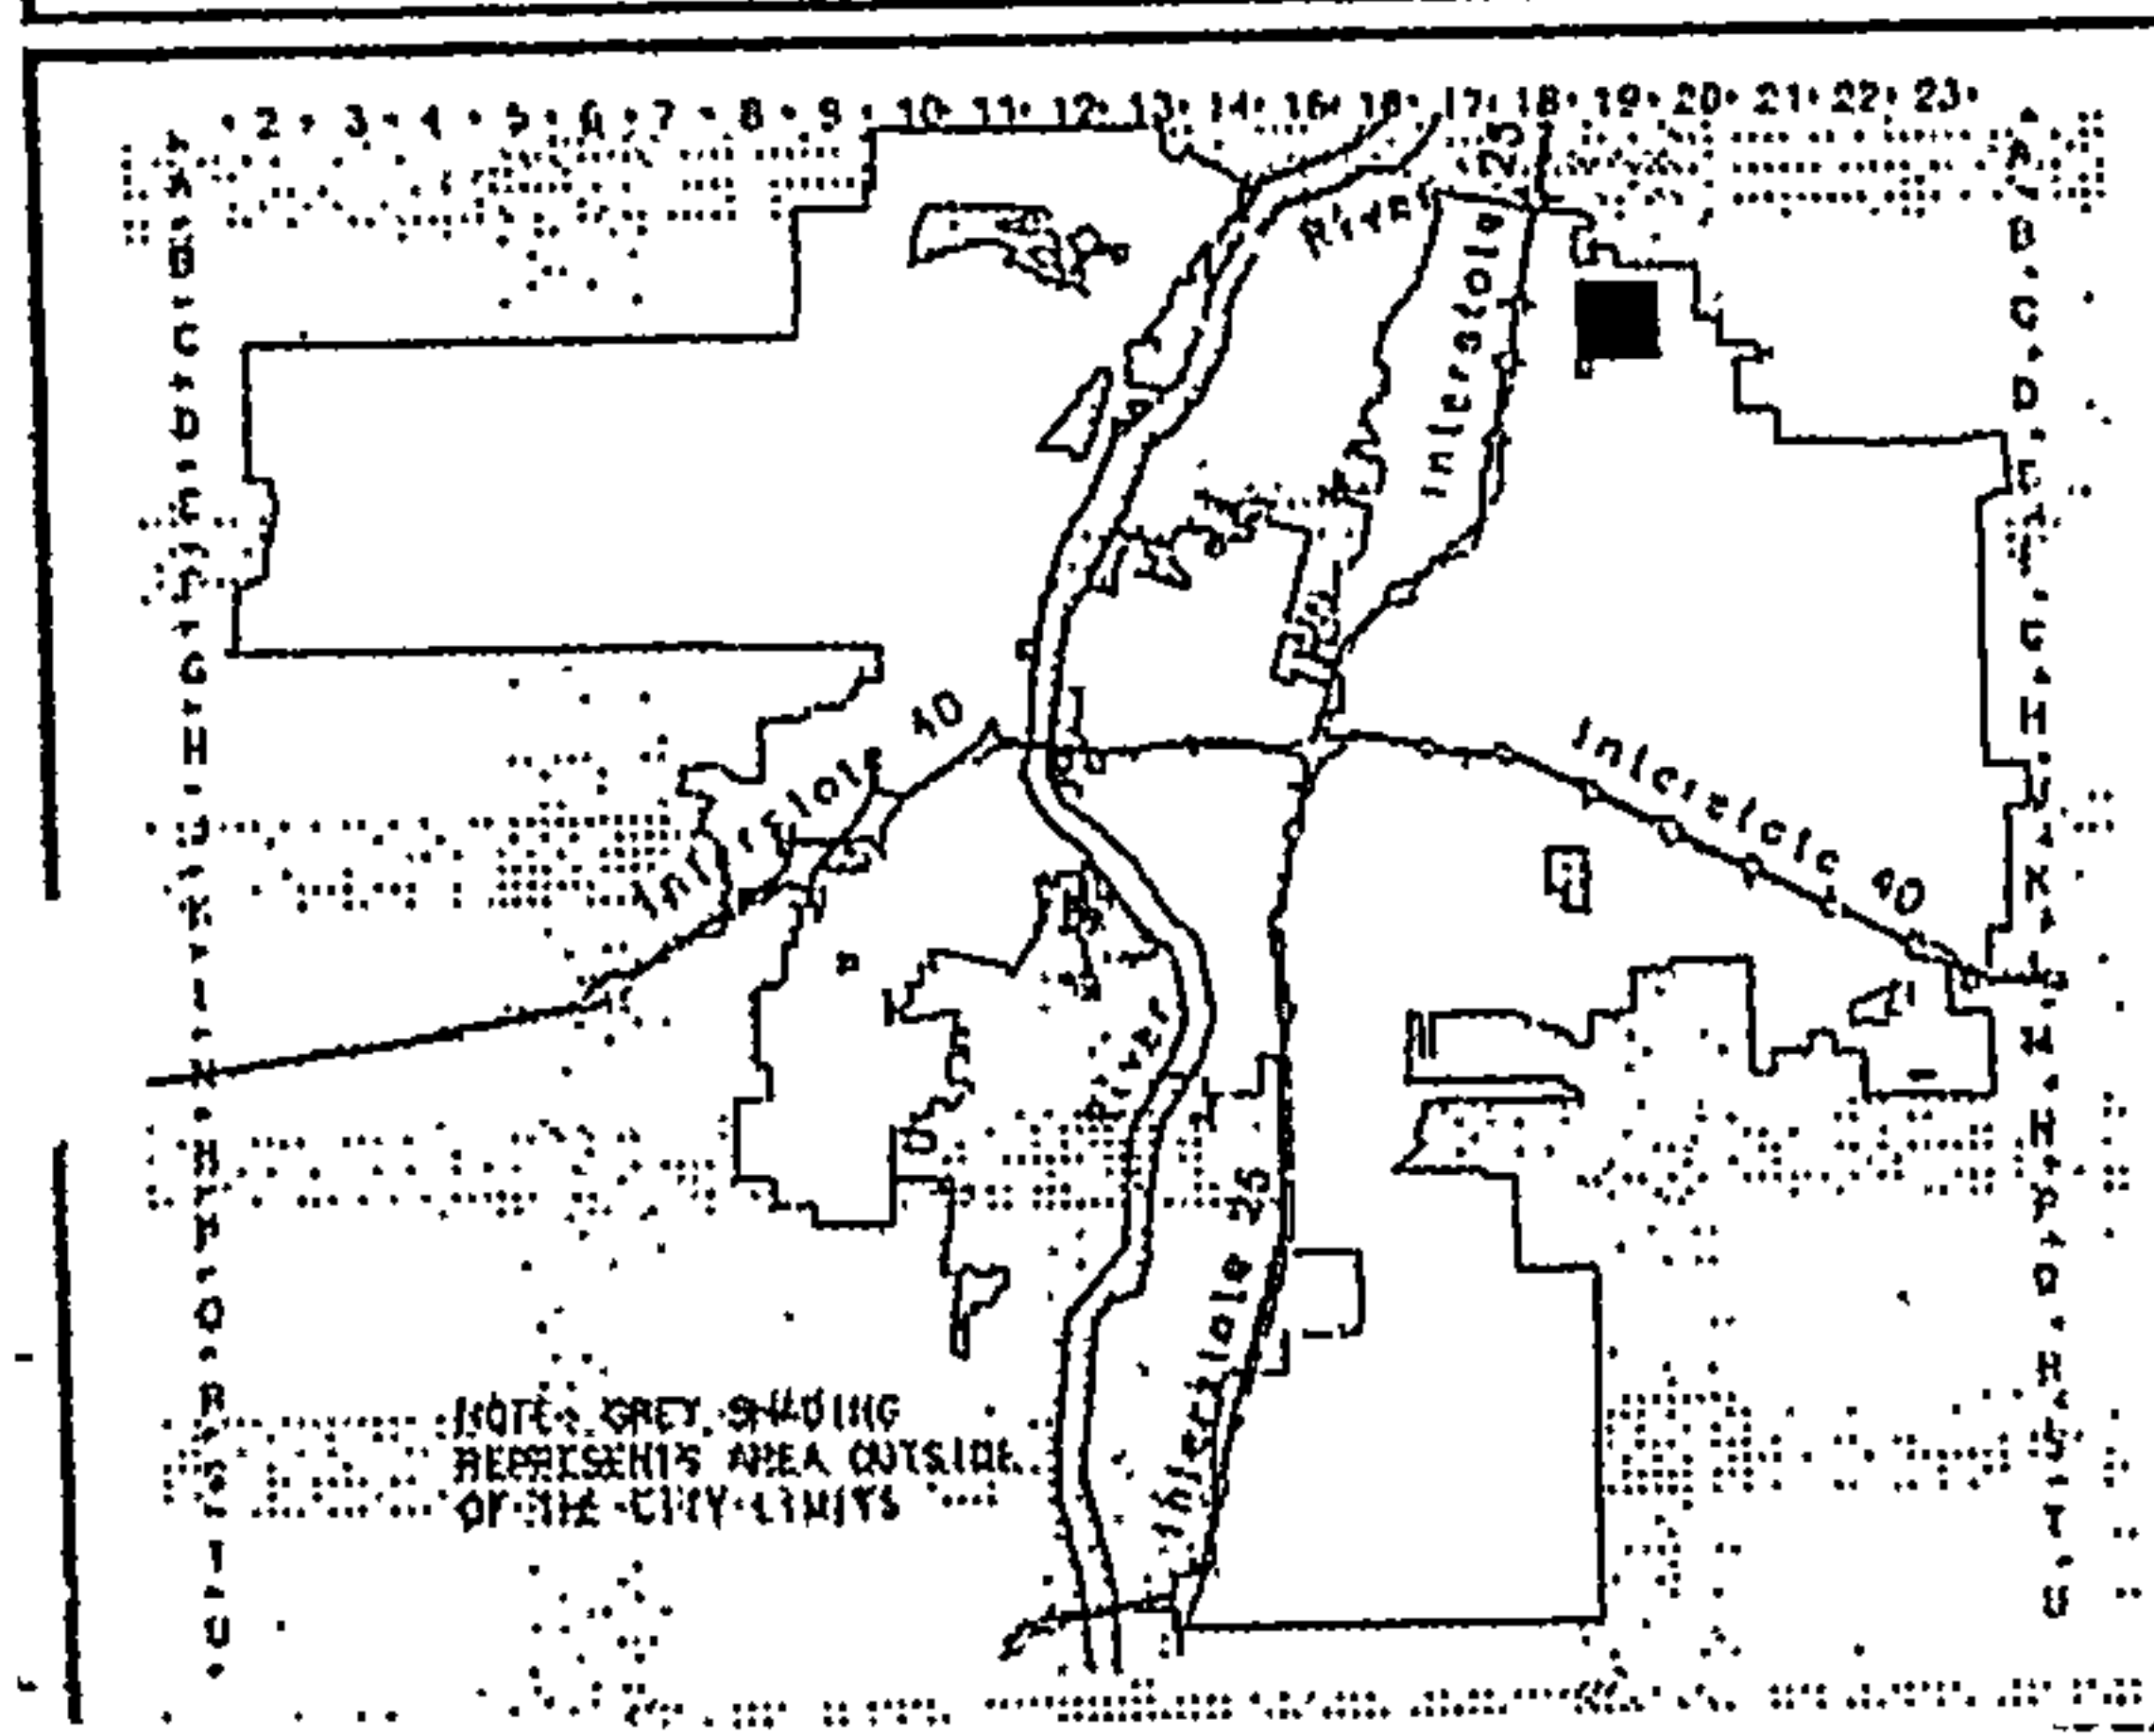 2 3 4 5 6 7 8 9 10 11 12 13 14 16 17 18 19 20 21 22 23
A
B
C
D
G
H
N
O
R
T
U
A
B
C
D
G
H
K
M
N
T
U
River
Interstate 25
Interstate 40
Interstate 40
River
Interstate 25
NOTE: GREY SHADING
REPRESENTS AREA OUTSIDE
OF THE CITY LIMITS